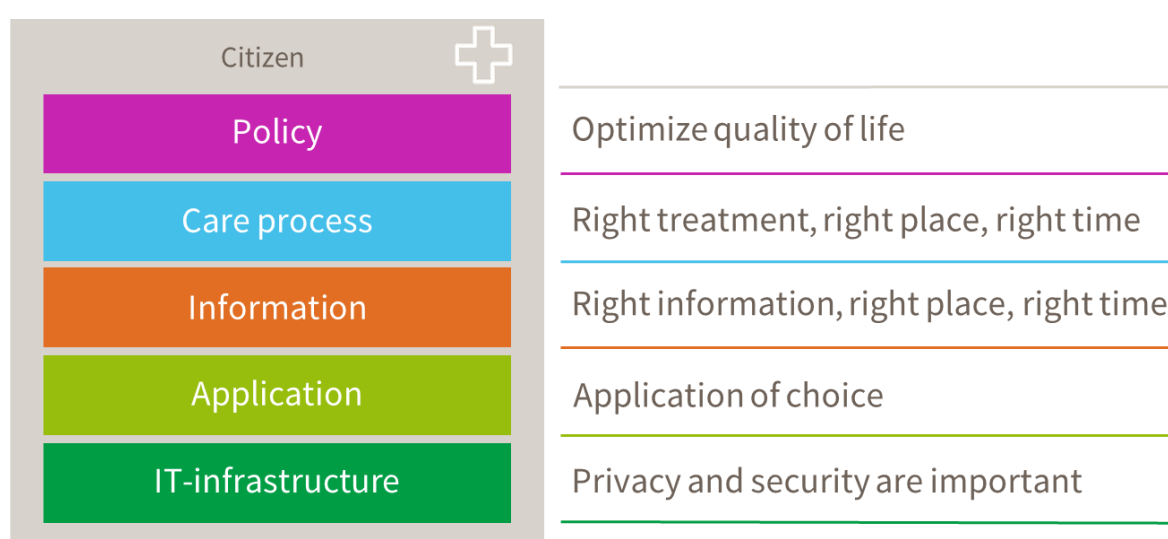 Citizen
Policy
Optimize quality of life
Care process
Right treatment, right place, right time
Information
Right information, right place, right time
Application
Application of choice
IT-infrastructure
Privacy and security are important